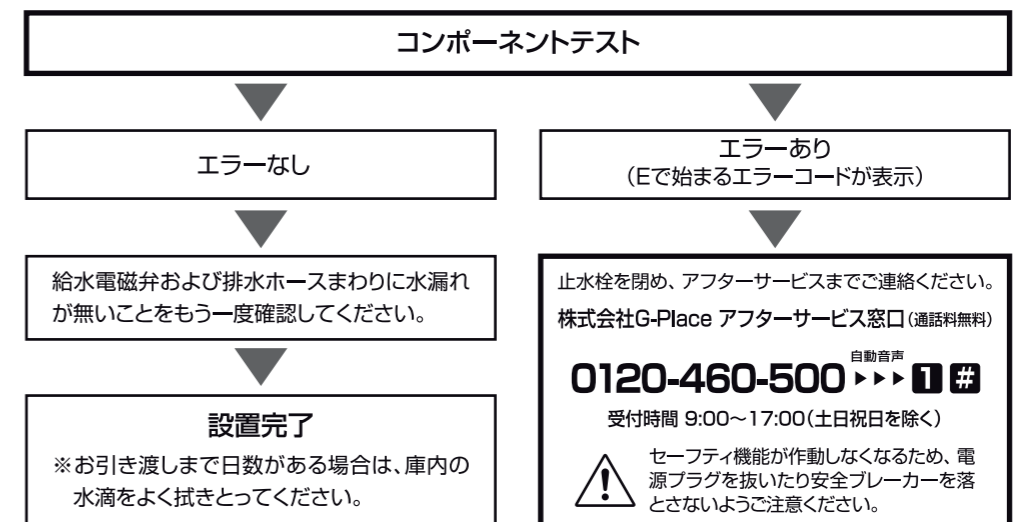 コンポーネントテスト
エラーなし
給水電磁弁および排水ホースまわりに水漏れ
が無いことをもう一度確認してください。
設置完了
※お引き渡しまで日数がある場合は、庫内の
水滴をよく拭きとってください。
エラーあり
（Eで始まるエラーコードが表示）
止水栓を閉め、アフターサービスまでご連絡ください。
株式会社G-Place アフターサービス窓口（通話料無料）
自動音声
0120-460-500 ▶▶▶ 1 #
受付時間 9:00〜17:00（土日祝日を除く）
セーフティ機能が作動しなくなるため、電
源プラグを抜いたり安全ブレーカーを落
とさないようご注意ください。